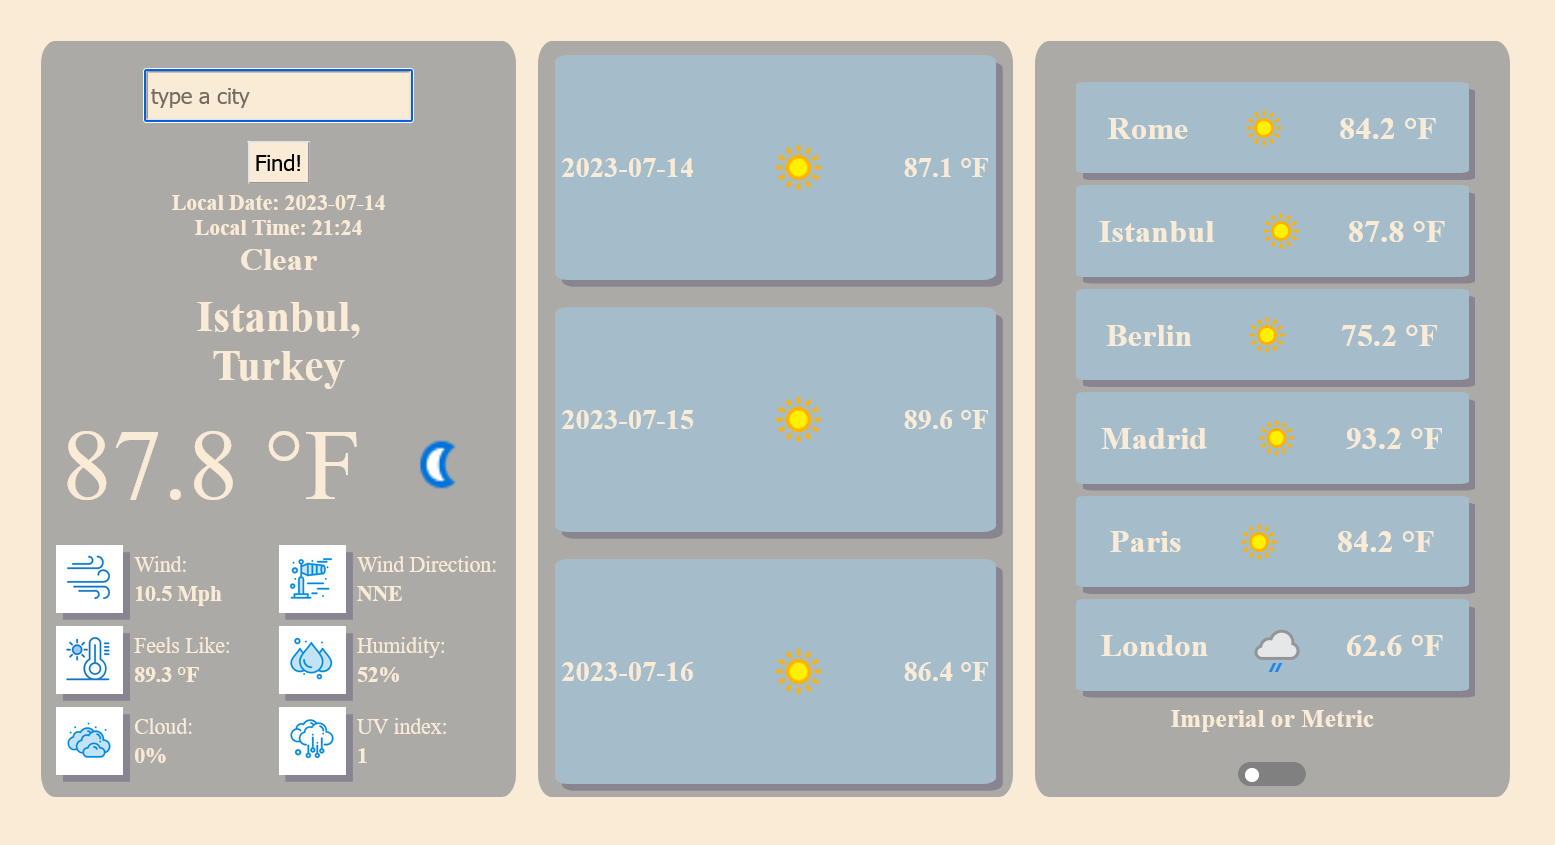 type a city
Find!
Local Date: 2023-07-14
Local Time: 21:24
Clear
Istanbul,
Turkey
87.8 °F
Wind:
10.5 Mph
Wind Direction:
NNE
Feels Like:
89.3 °F
Humidity:
52%
Cloud:
0%
UV index:
1
2023-07-14 87.1 °F
2023-07-15 89.6 °F
2023-07-16 86.4 °F
Rome 84.2 °F
Istanbul 87.8 °F
Berlin 75.2 °F
Madrid 93.2 °F
Paris 84.2 °F
London 62.6 °F
Imperial or Metric